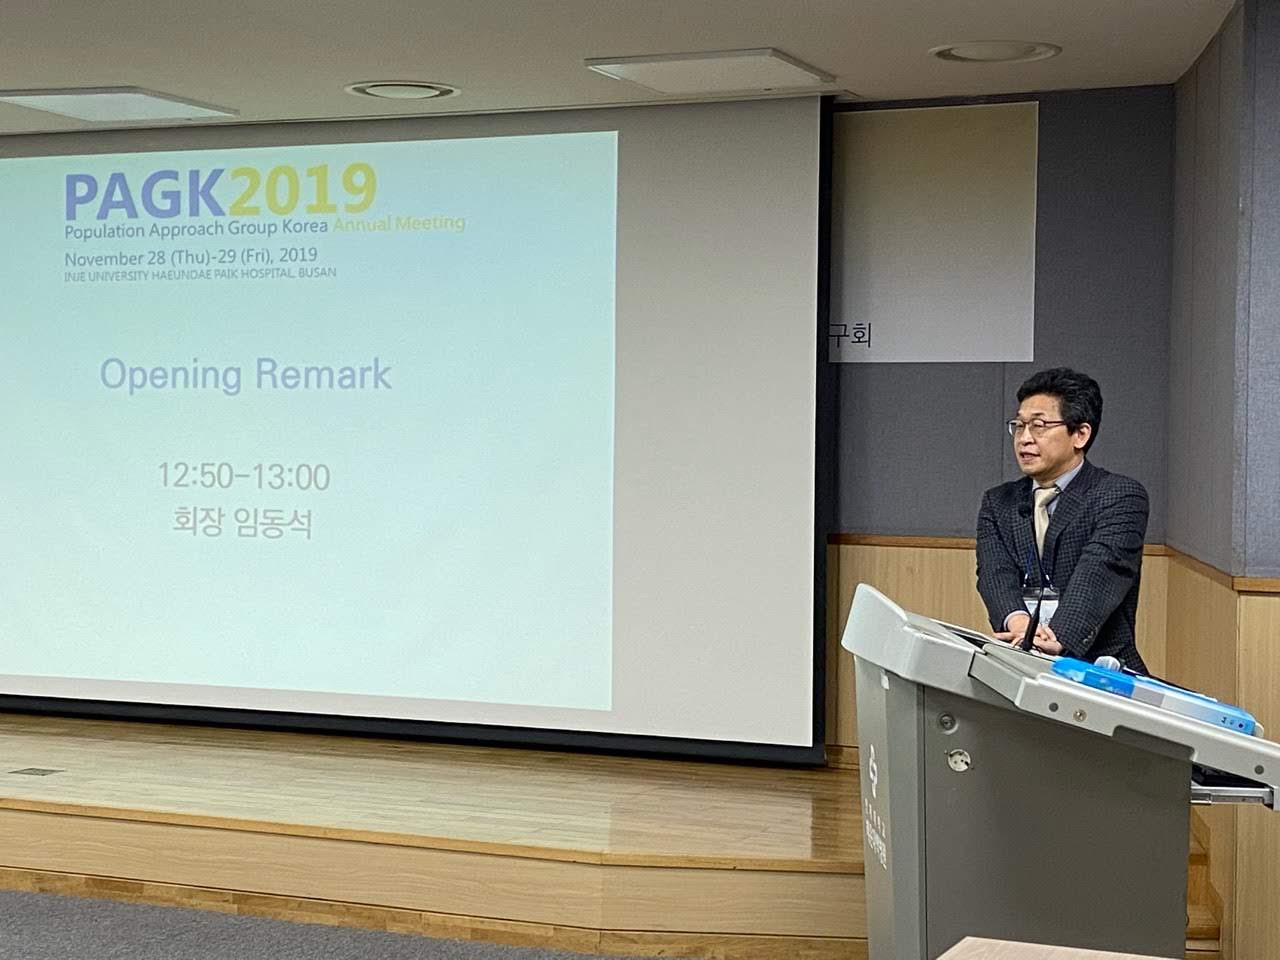 PAGK2019
Population Approach Group Korea Annual Meeting
November 28 (Thu)-29 (Fri), 2019
INJE UNIVERSITY HAEUNDAE PAIK HOSPITAL, BUSAN
Opening Remark
12:50-13:00
회장 임동석
구회